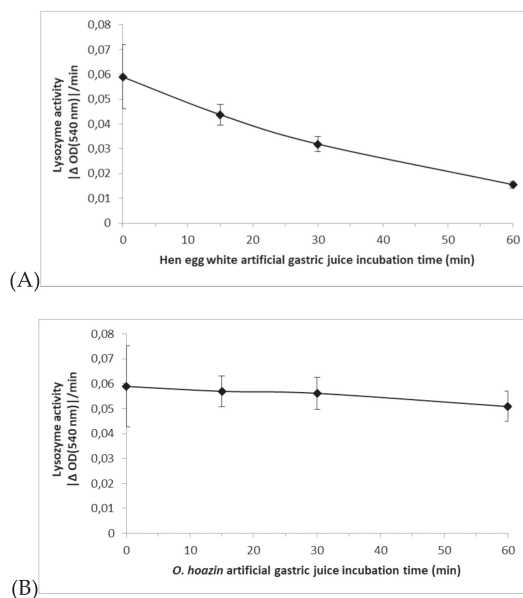 0,08
0,07
0,06
0,05
0,04
0,03
0,02
0,01
0
Lysozyme activity
|Δ OD(540 nm)|/min
0 10 20 30 40 50 60
Hen egg white artificial gastric juice incubation time (min)
(A)
0,08
0,07
0,06
0,05
0,04
0,03
0,02
0,01
0
Lysozyme activity
|Δ OD(540 nm)|/min
0 10 20 30 40 50 60
O. hoazin artificial gastric juice incubation time (min)
(B)